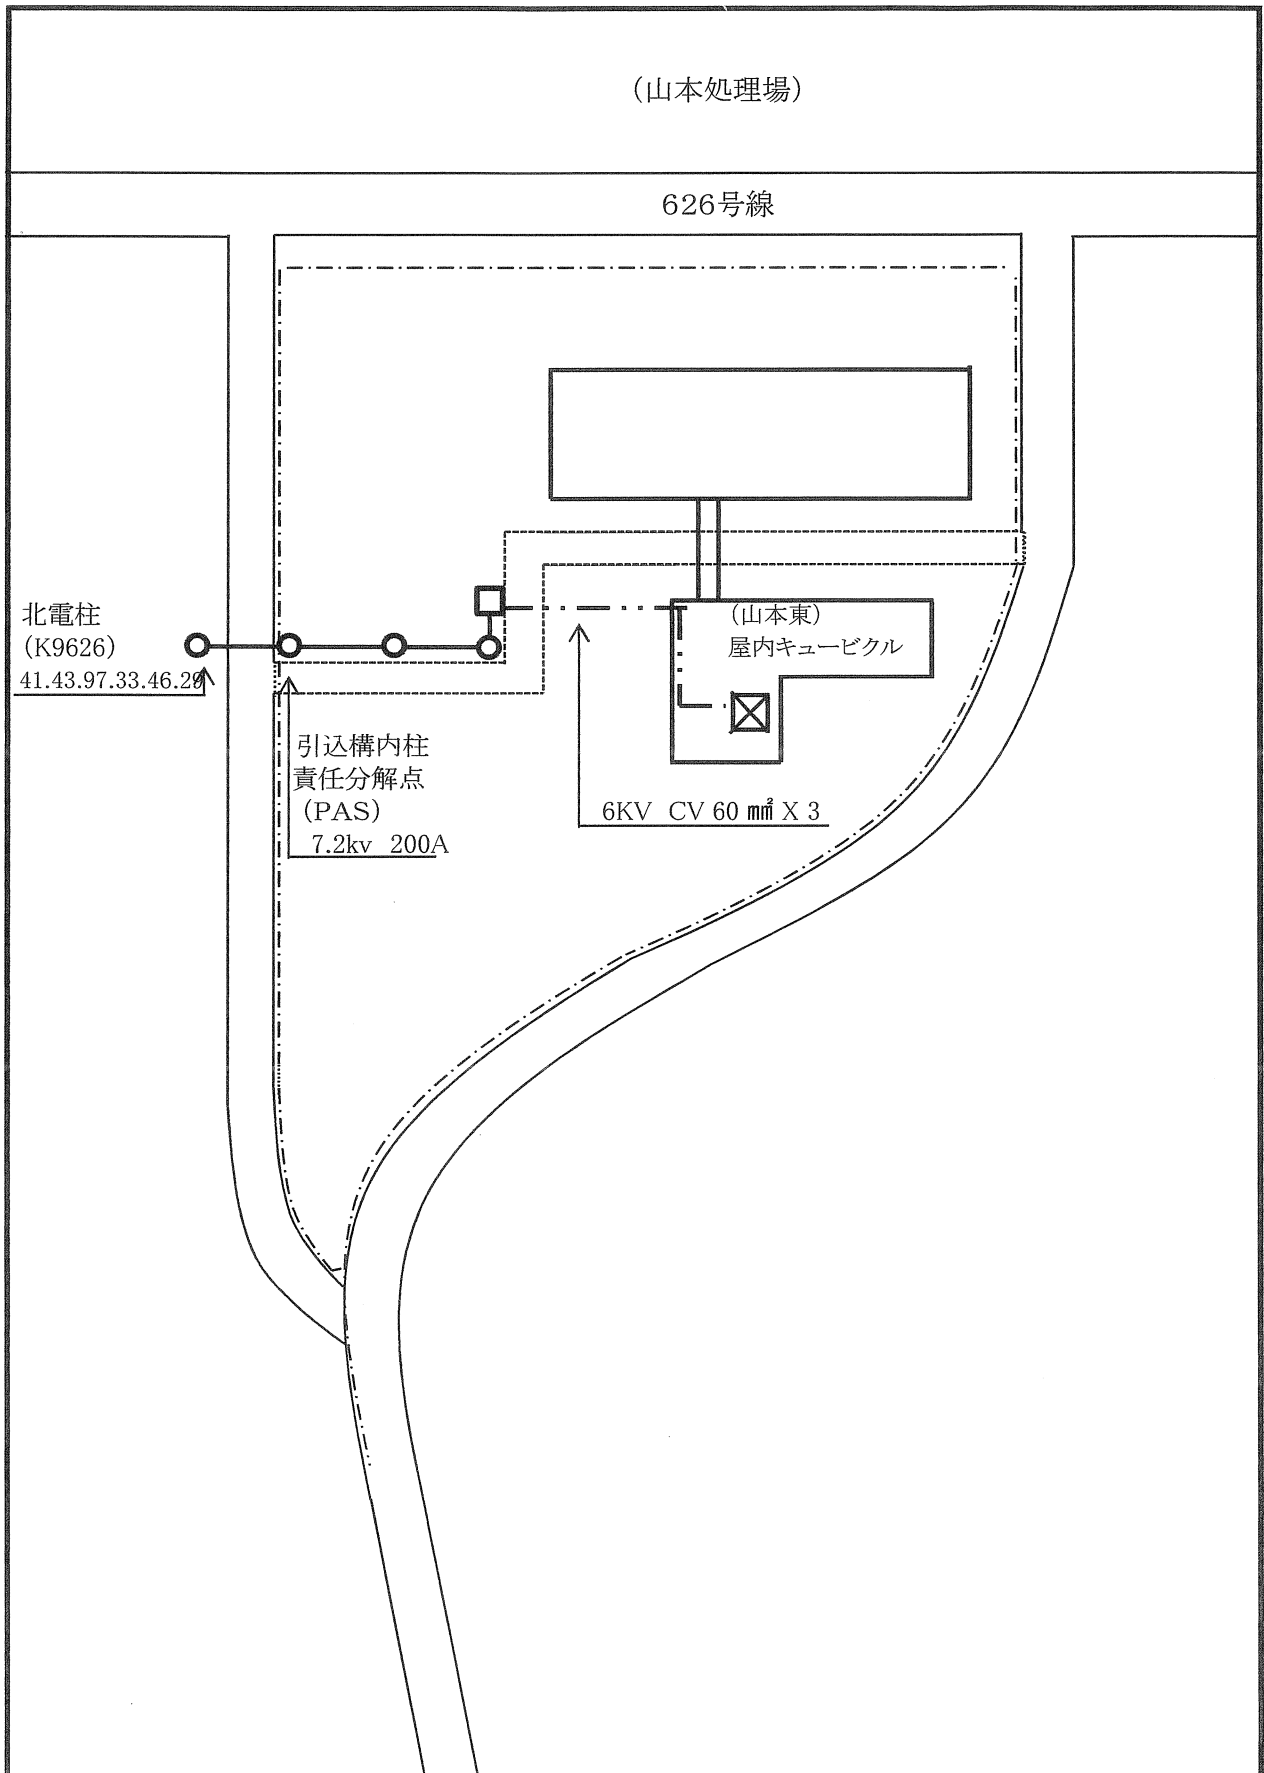 (山本処理場)
626号線
北電柱
(K9626)
41.43.97.33.46.29
(山本東)
屋内キュービクル
引込構内柱
責任分解点
(PAS)
7.2kv 200A
6KV CV 60 ㎟ X 3